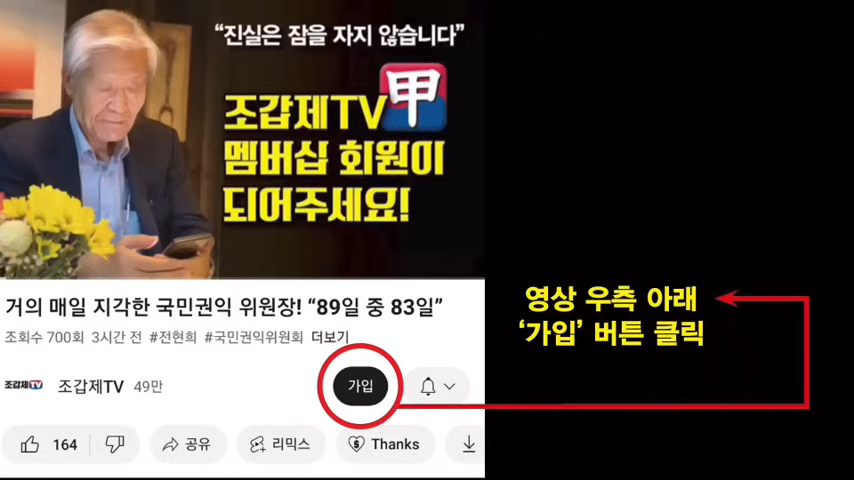 “진실은 잠을 자지 않습니다”
조갑제TV 甲
멤버십 회원이
되어주세요!
거의 매일 지각한 국민권익 위원장! “89일 중 83일”
조회수 700회 3시간 전 #전현희 #국민권익위원회 더보기
영상 우측 아래
‘가입’ 버튼 클릭
조갑제TV 조갑제TV 49만 가입
164 공유 리믹스 Thanks